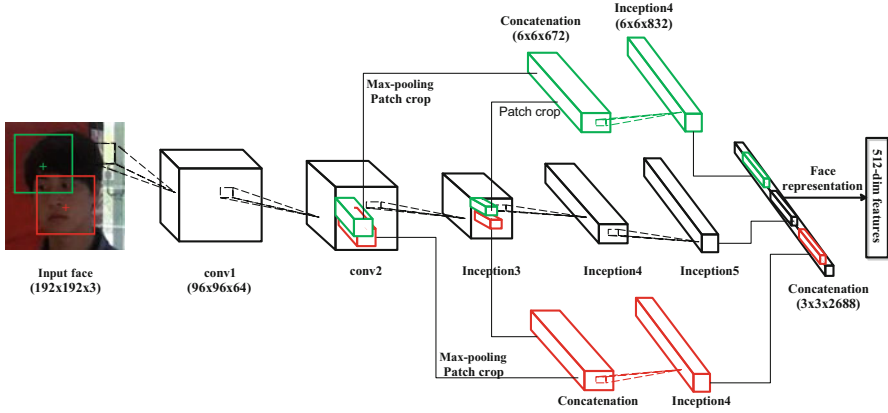 Concatenation
(6x6x672)
Inception4
(6x6x832)
Max-pooling
Patch crop
Patch crop
Input face
(192x192x3)
conv1
(96x96x64)
conv2
Inception3
Inception4
Inception5
Face
representation
512-dim features
Concatenation
(3x3x2688)
Max-pooling
Patch crop
Concatenation
Inception4